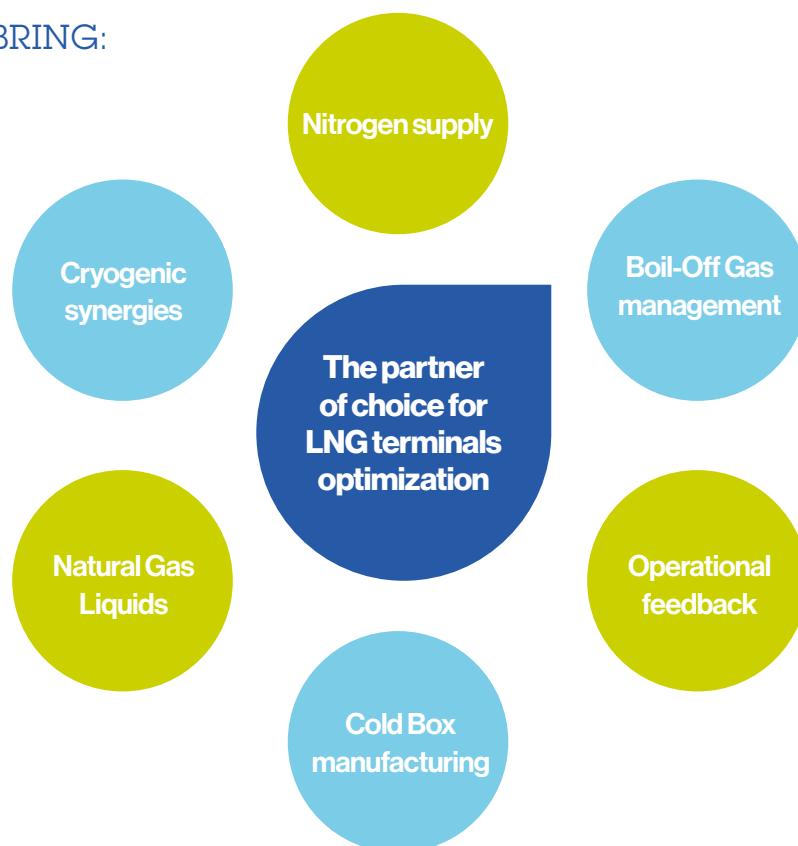 BRING:
Nitrogen supply
Cryogenic
synergies
Boil-Off Gas
management
The partner
of choice for
LNG terminals
optimization
Natural Gas
Liquids
Operational
feedback
Cold Box
manufacturing